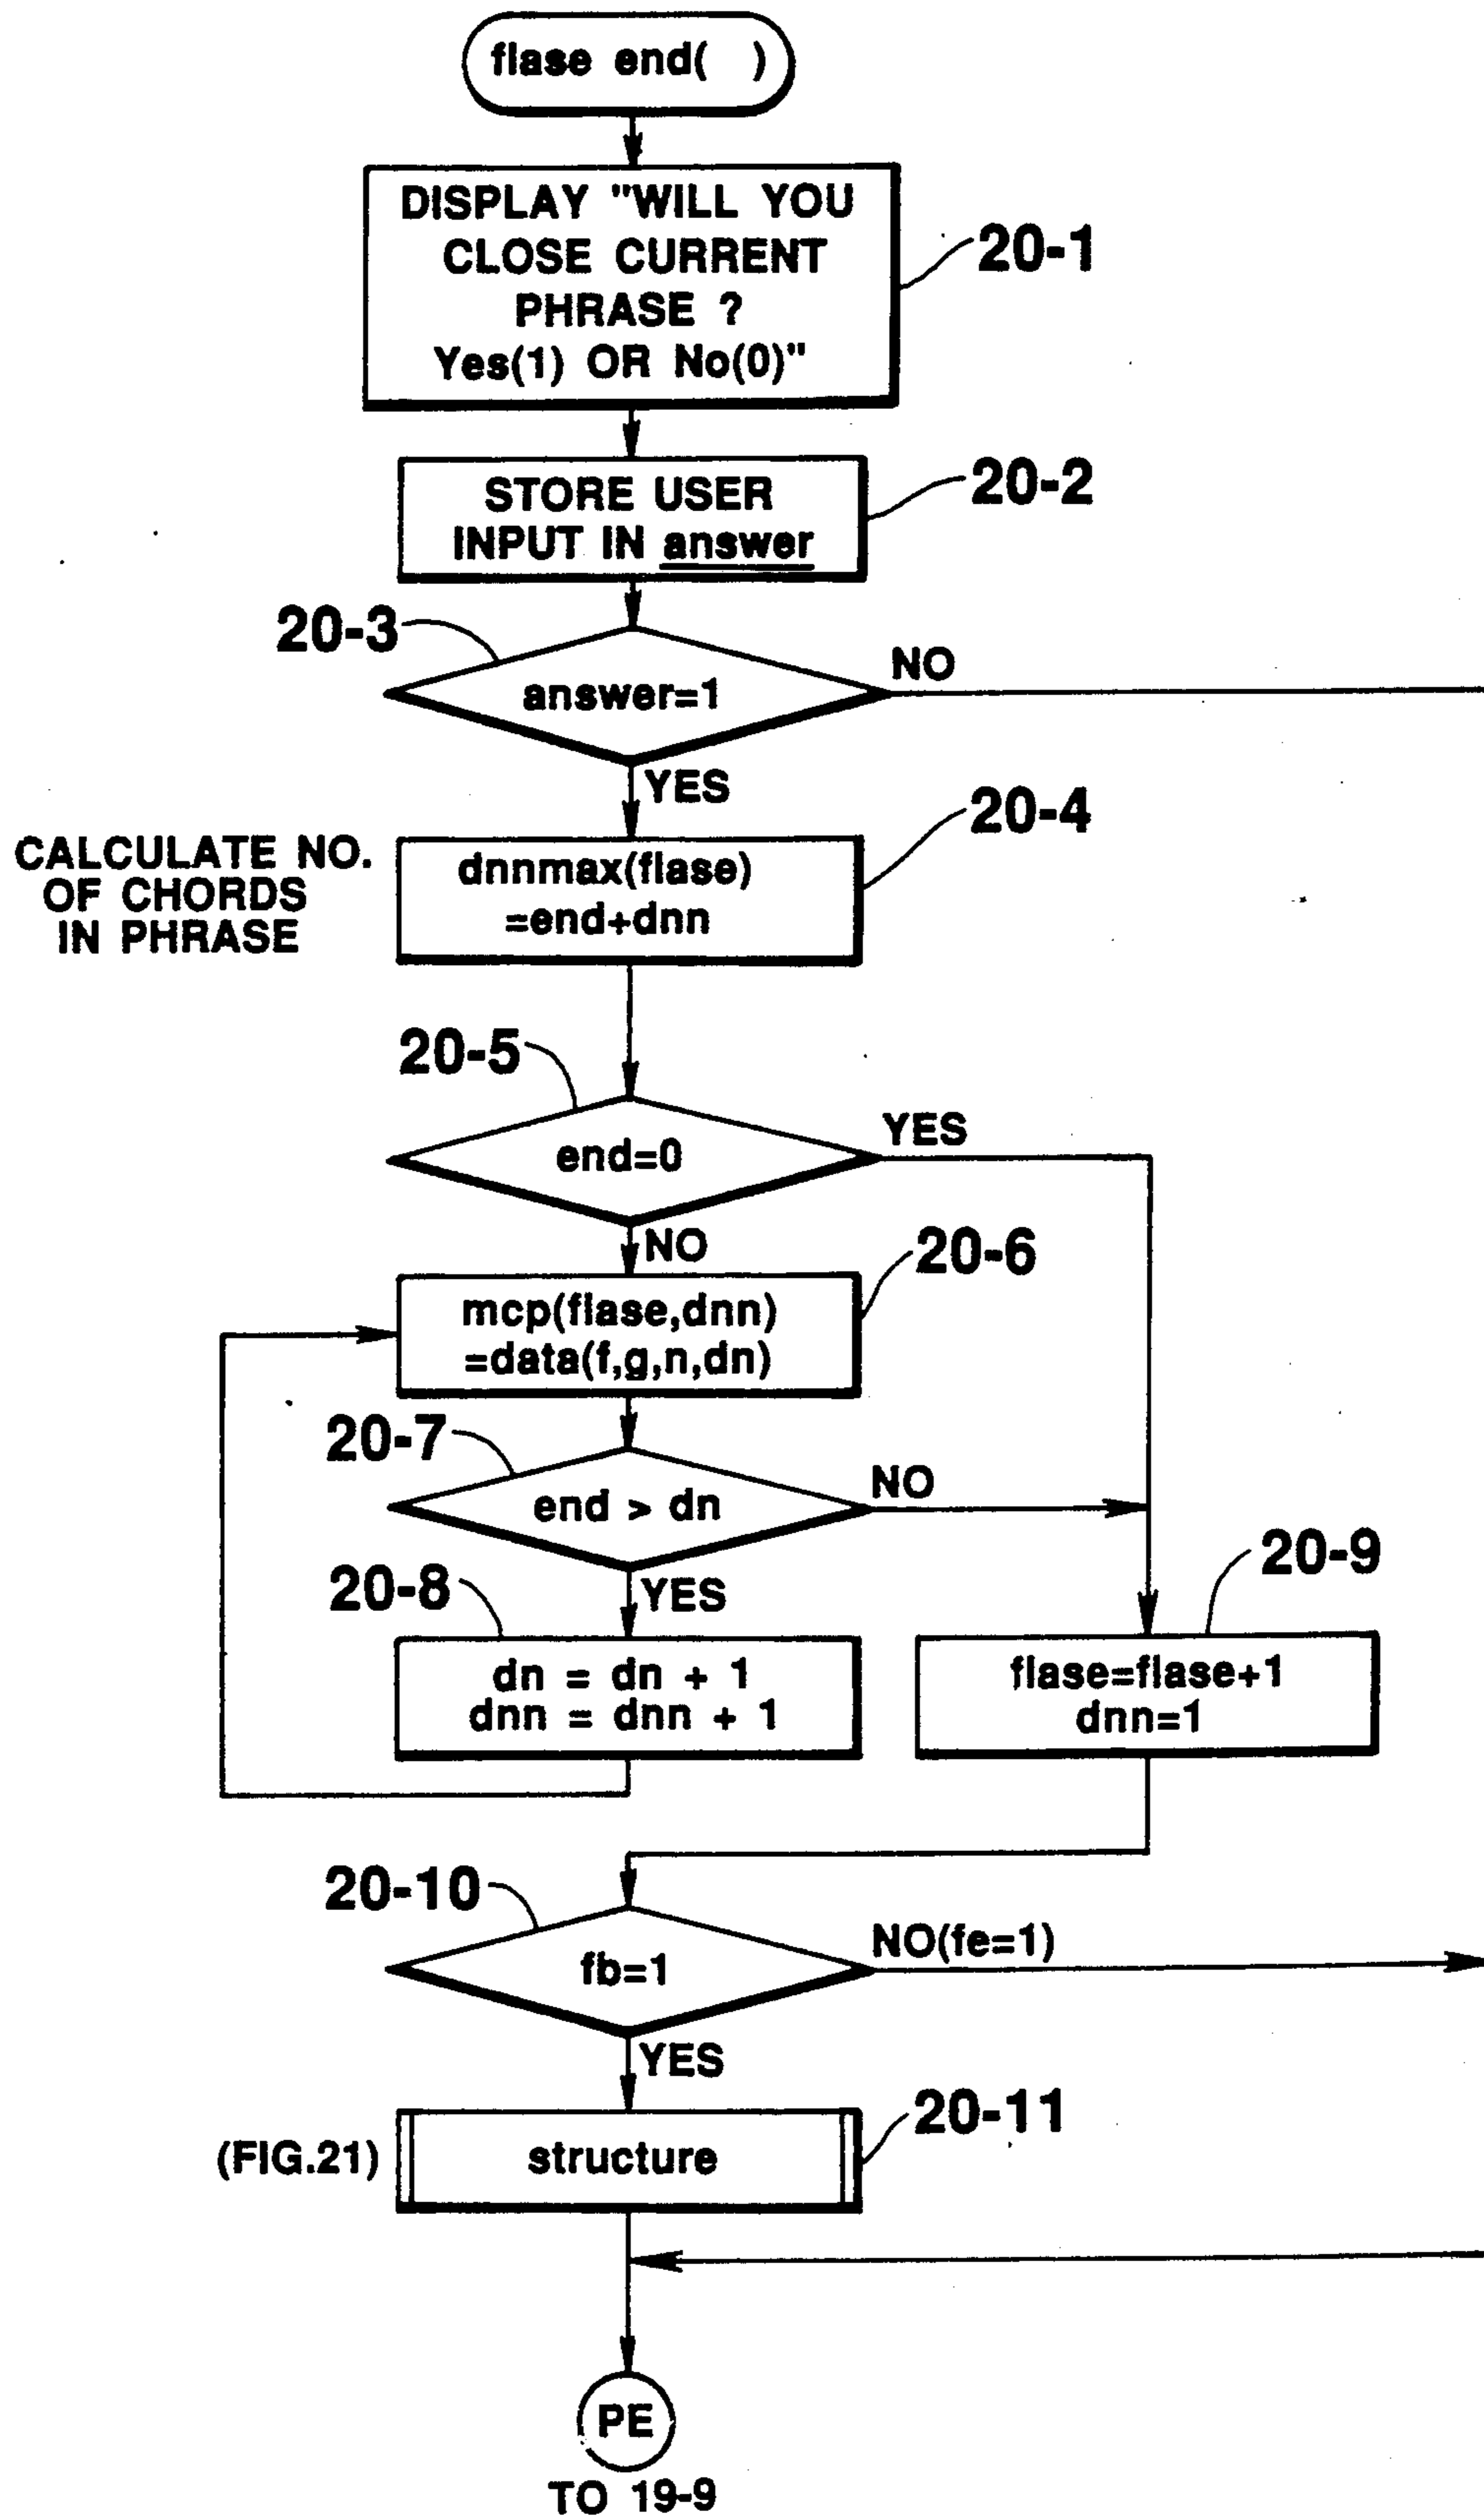 flase end( )
DISPLAY "WILL YOU
CLOSE CURRENT
PHRASE ?
Yes(1) OR No(0)"
20-1
STORE USER
INPUT IN answer
20-2
20-3
answer=1
NO
YES
CALCULATE NO.
OF CHORDS
IN PHRASE
dnnmax(flase)
=end+dnn
20-4
20-5
end=0
YES
NO
mcp(flase,dnn)
=data(f,g,n,dn)
20-6
20-7
end > dn
NO
YES
20-8
dn = dn + 1
dnn = dnn + 1
20-9
flase=flase+1
dnn=1
20-10
fb=1
NO(fe=1)
YES
(FIG.21)
structure
20-11
PE
TO 19-9